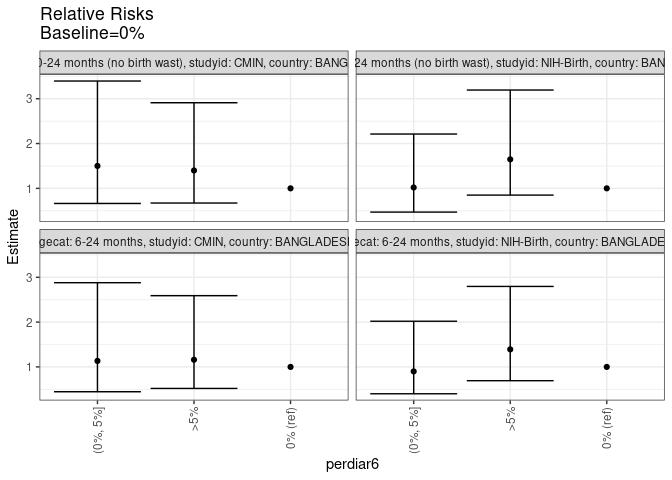 Relative Risks
Baseline=0%
0-24 months (no birth wast), studyid: CMIN, country: BANG
24 months (no birth wast), studyid: NIH-Birth, country: BAN
3
2
1
gecat: 6-24 months, studyid: CMIN, country: BANGLADESH
ecat: 6-24 months, studyid: NIH-Birth, country: BANGLADE
3
2
1
Estimate
(0%, 5%]
>5%
0% (ref)
(0%, 5%]
>5%
0% (ref)
perdiar6